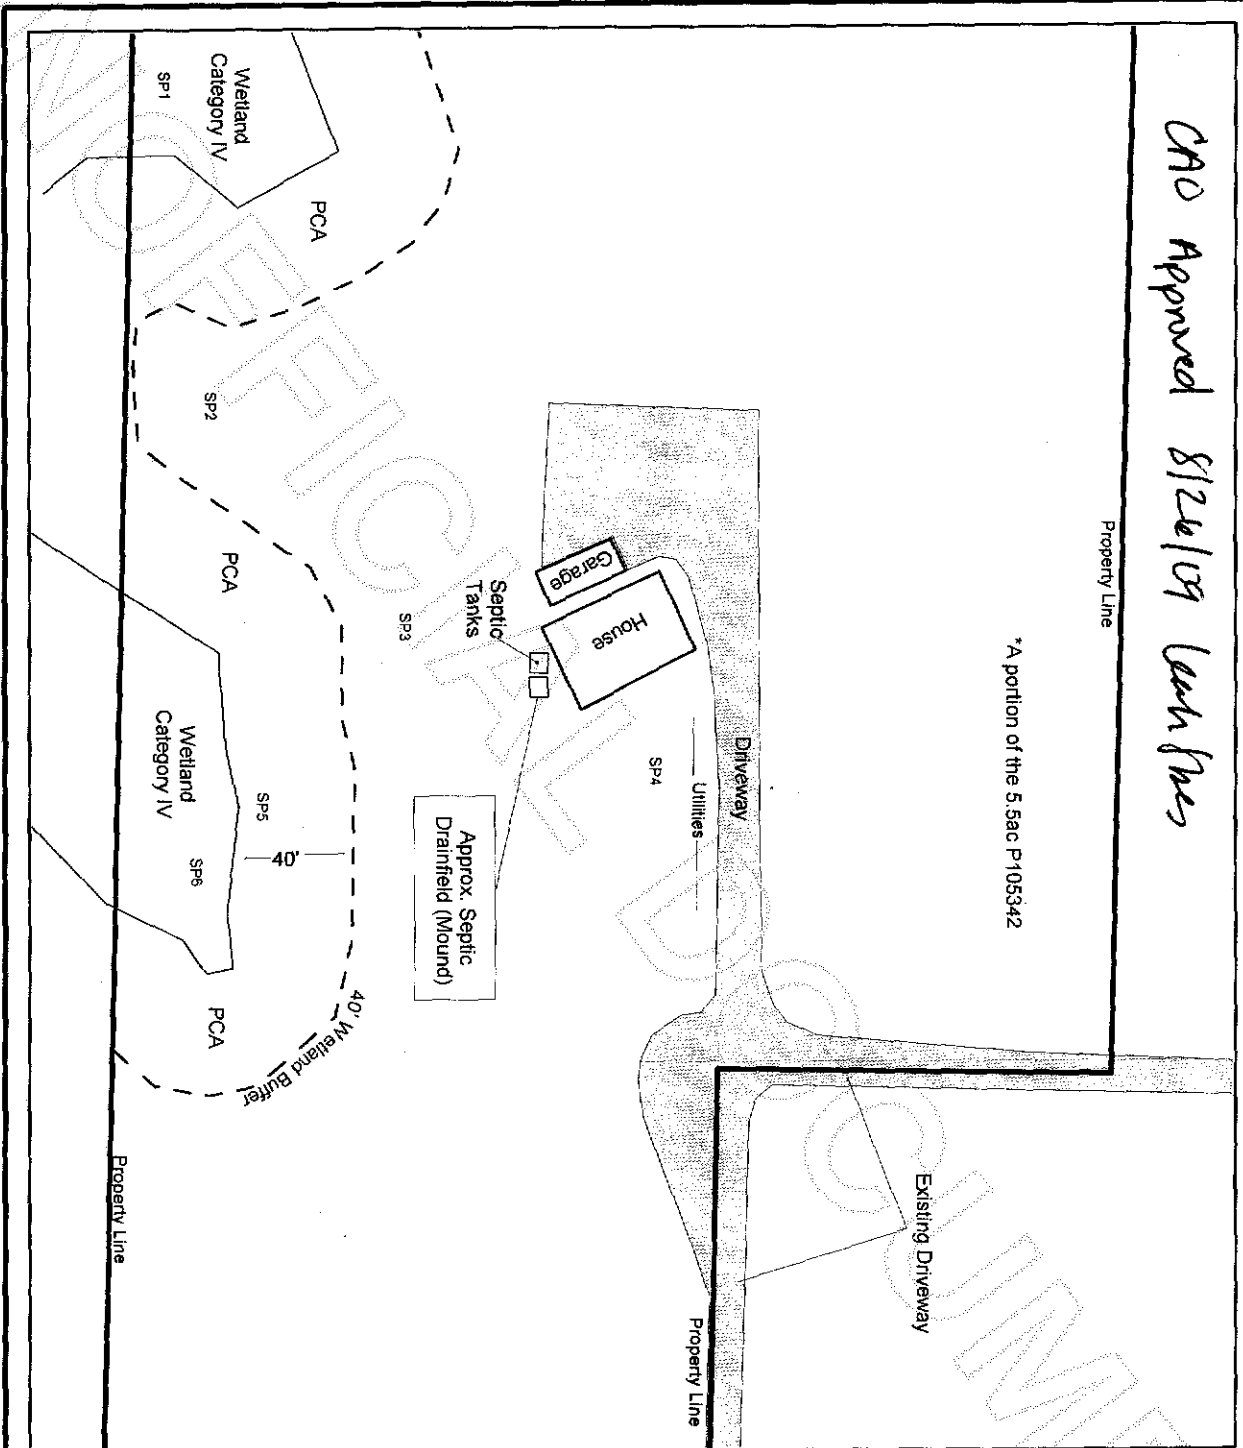 CAO Approved 8/26/09
Property Line
*A portion of the 5.5ac P105342
Existing Driveway
Driveway
Utilities
Property Line
SP4
House
Garage
Septic
Tanks
Approx. Septic
Drainfield (Mound)
SP3
40' Wetland Buffer
PCA
SP2
Wetland
Category IV
SP1
PCA
40'
SP5
SP6
Wetland
Category IV
PCA
Property Line
UNOFFICIAL DOCUME